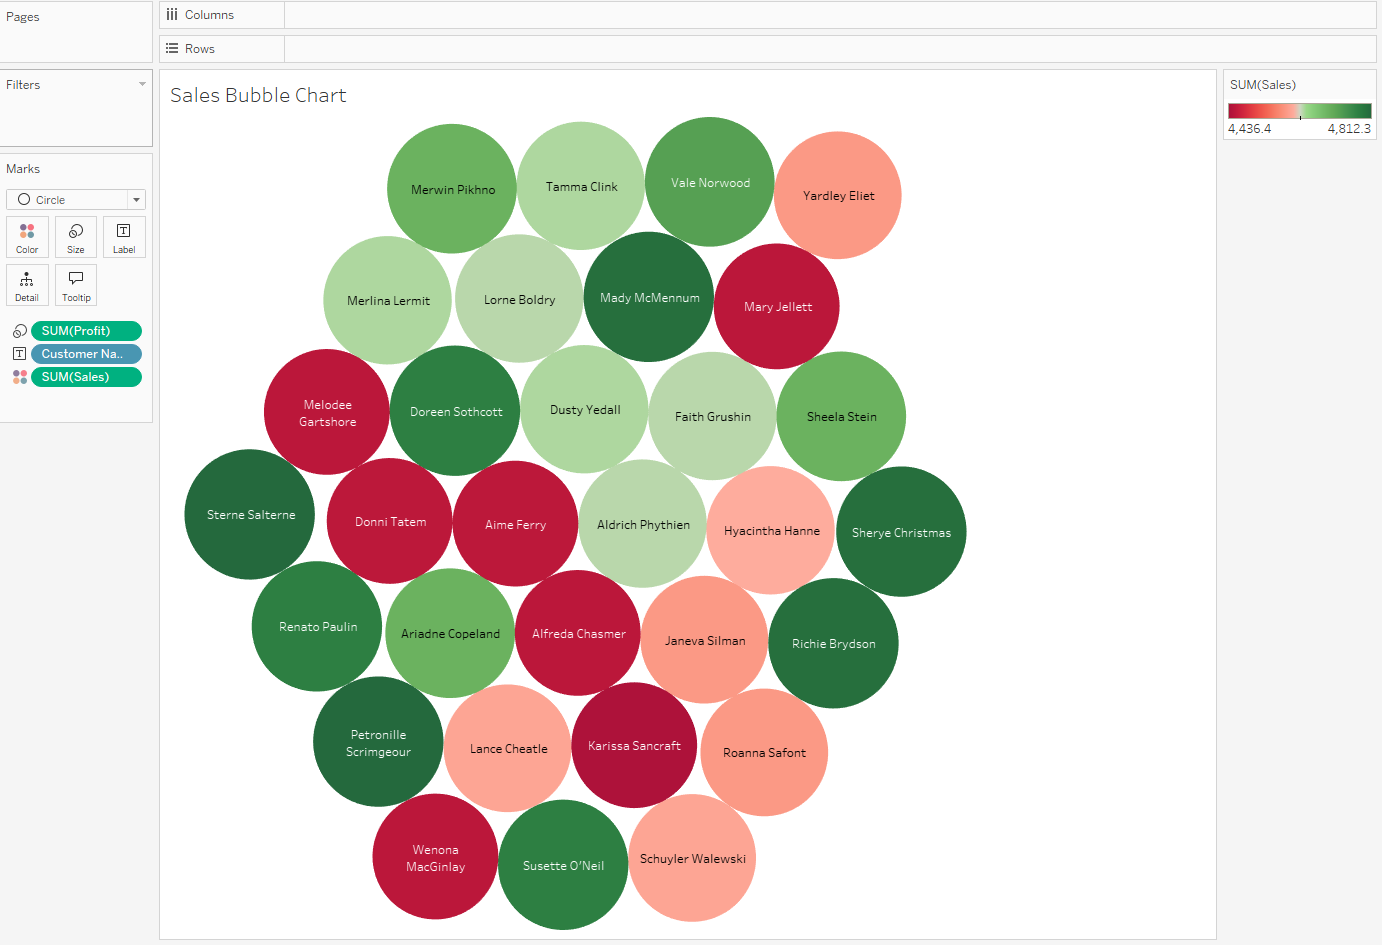 Pages
Columns
Rows
Filters
Marks
Circle
Color
Size
Label
Detail
Tooltip
SUM(Profit)
Customer Na..
SUM(Sales)
Sales Bubble Chart
Merwin Pikhno
Tamma Clink
Vale Norwood
Yardley Eliet
Merlina Lermit
Lorne Boldry
Mady McMennum
Mary Jellett
Melodee
Gartshore
Doreen Sothcott
Dusty Yedall
Faith Grushin
Sheela Stein
Sterne Salterne
Donni Tatem
Aime Ferry
Aldrich Phythien
Hyacintha Hanne
Sherye Christmas
Renato Paulin
Ariadne Copeland
Alfreda Chasmer
Janeva Silman
Richie Brydson
Petronille
Scrimgeour
Lance Cheatle
Karissa Sancraft
Roanna Safont
Wenona
MacGinlay
Susette O'Neil
Schuyler Walewski
SUM(Sales)
4,436.4 4,812.3